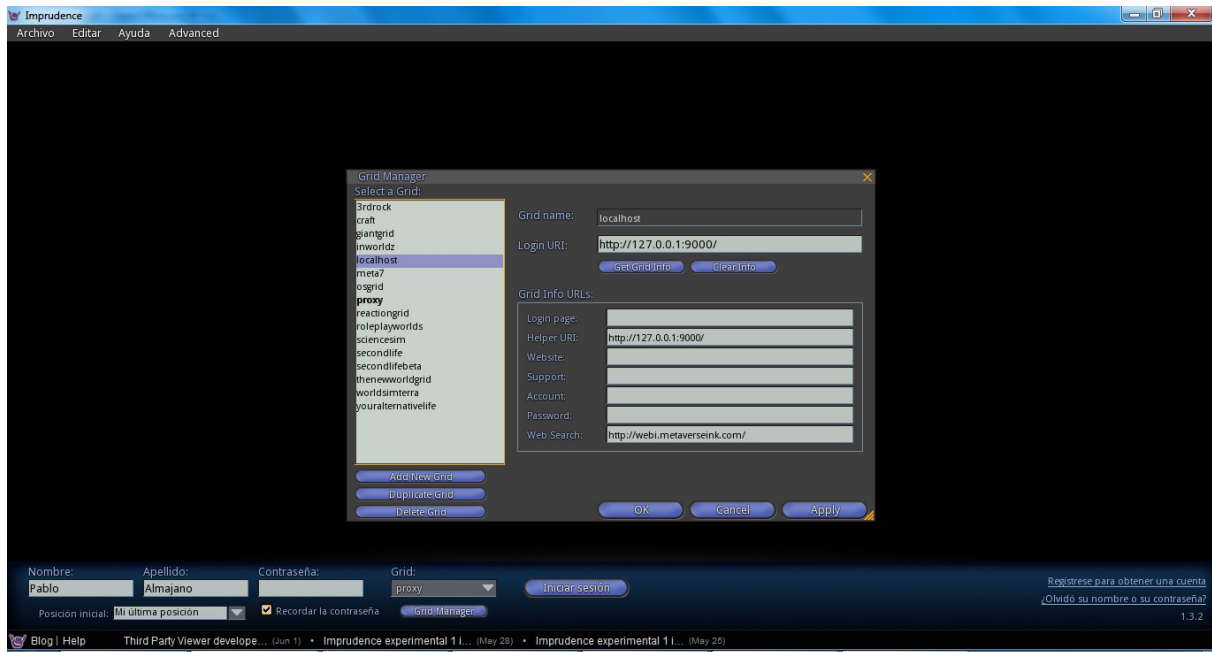 Imprudence
Archivo Editar Ayuda Advanced
Grid Manager
Select a Grid:
3rdrock
craft
giantgrid
inworldz
localhost
meta7
osgrid
proxy
reactiongrid
roleplayworlds
sciencesim
secondlife
secondlifebeta
thenewworldgrid
worldsimterra
youralternativelife
Add New Grid
Duplicate Grid
Delete Grid
Grid name: localhost
Login URI: http://127.0.0.1:9000/
Get Grid Info Clear Info
Grid Info URLs:
Login page:
Helper URI: http://127.0.0.1:9000/
Website:
Support:
Account:
Password:
Web Search: http://webi.metaverseink.com/
OK Cancel Apply
Nombre: Apellido: Contraseña: Grid:
Pablo Almajano proxy Iniciar sesión
Posición inicial: Mi última posición Recordar la contraseña Grid Manager
Registrese para obtener una cuenta
¿Olvidó su nombre o su contraseña?
1.3.2
Blog | Help Third Party Viewer develope... (Jun 1) • Imprudence experimental 1 i... (May 28) • Imprudence experimental 1 i... (May 25)